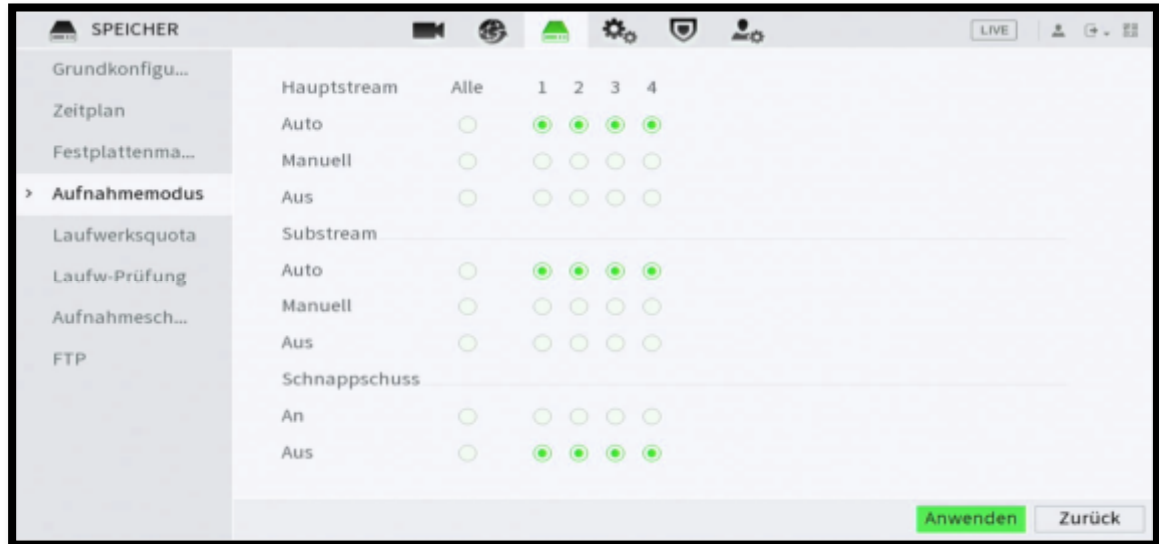 SPEICHER LIVE
Grundkonfigu...
Zeitplan
Festplattenma...
Aufnahmemodus
Laufwerksquota
Laufw-Prüfung
Aufnahmesch...
FTP
Hauptstream Alle 1 2 3 4
Auto
Manuell
Aus
Substream
Auto
Manuell
Aus
Schnappschuss
An
Aus
Anwenden Zurück